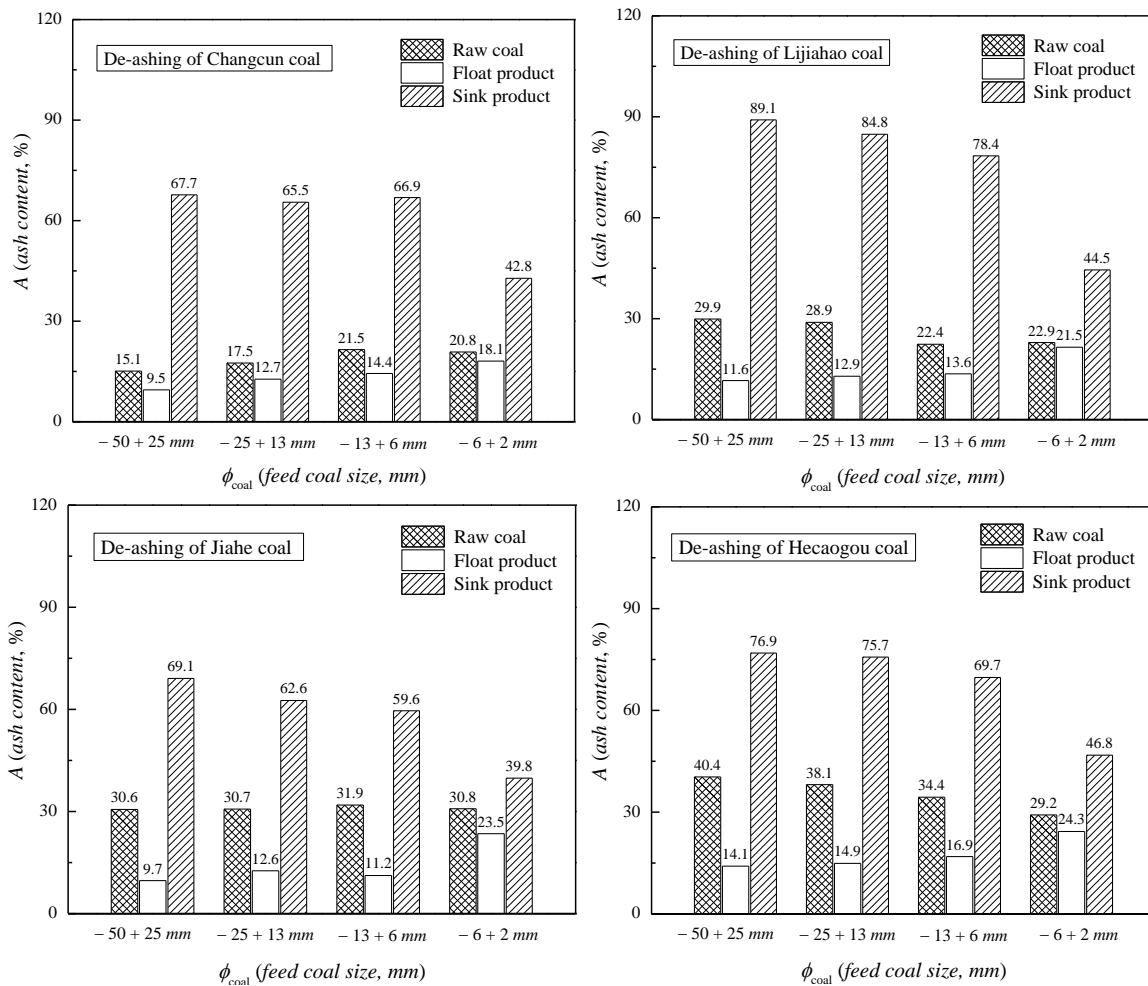 120
90
60
30
0
A (ash content, %)
De-ashing of Changcun coal
Raw coal
Float product
Sink product
15.1 9.5 67.7
17.5 12.7 65.5
21.5 14.4 66.9
20.8 18.1 42.8
− 50 + 25 mm − 25 + 13 mm − 13 + 6 mm − 6 + 2 mm
ϕcoal (feed coal size, mm)
120
90
60
30
0
A (ash content, %)
De-ashing of Lijiahao coal
Raw coal
Float product
Sink product
29.9 11.6 89.1
28.9 12.9 84.8
22.4 13.6 78.4
22.9 21.5 44.5
− 50 + 25 mm − 25 + 13 mm − 13 + 6 mm − 6 + 2 mm
ϕcoal (feed coal size, mm)
120
90
60
30
0
A (ash content, %)
De-ashing of Jiahe coal
Raw coal
Float product
Sink product
30.6 9.7 69.1
30.7 12.6 62.6
31.9 11.2 59.6
30.8 23.5 39.8
− 50 + 25 mm − 25 + 13 mm − 13 + 6 mm − 6 + 2 mm
ϕcoal (feed coal size, mm)
120
90
60
30
0
A (ash content, %)
De-ashing of Hecaogou coal
Raw coal
Float product
Sink product
40.4 14.1 76.9
38.1 14.9 75.7
34.4 16.9 69.7
29.2 24.3 46.8
− 50 + 25 mm − 25 + 13 mm − 13 + 6 mm − 6 + 2 mm
ϕcoal (feed coal size, mm)